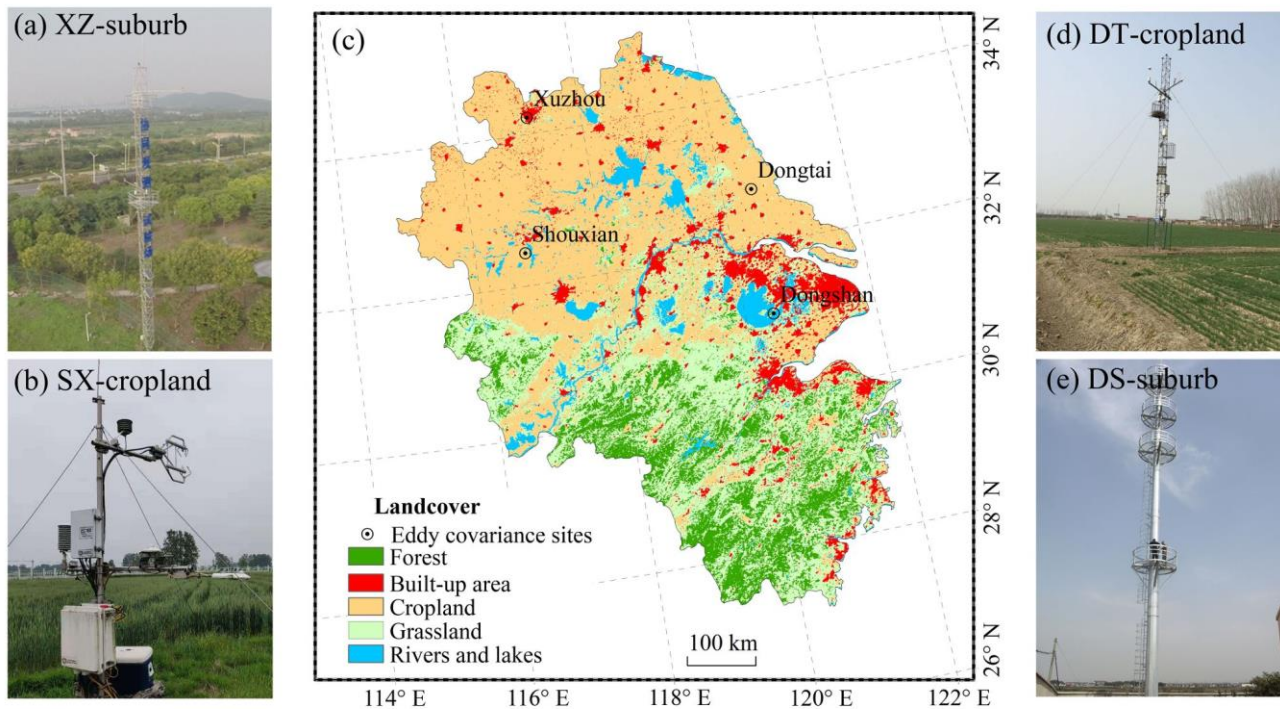 (a) XZ-suburb
(b) SX-cropland
(c)
Xuzhou
Dongtai
Shouxian
Dongshan
Landcover
Eddy covariance sites
Forest
Built-up area
Cropland
Grassland
Rivers and lakes
100 km
114° E
116° E
118° E
120° E
122° E
34° N
32° N
30° N
28° N
26° N
(d) DT-cropland
(e) DS-suburb